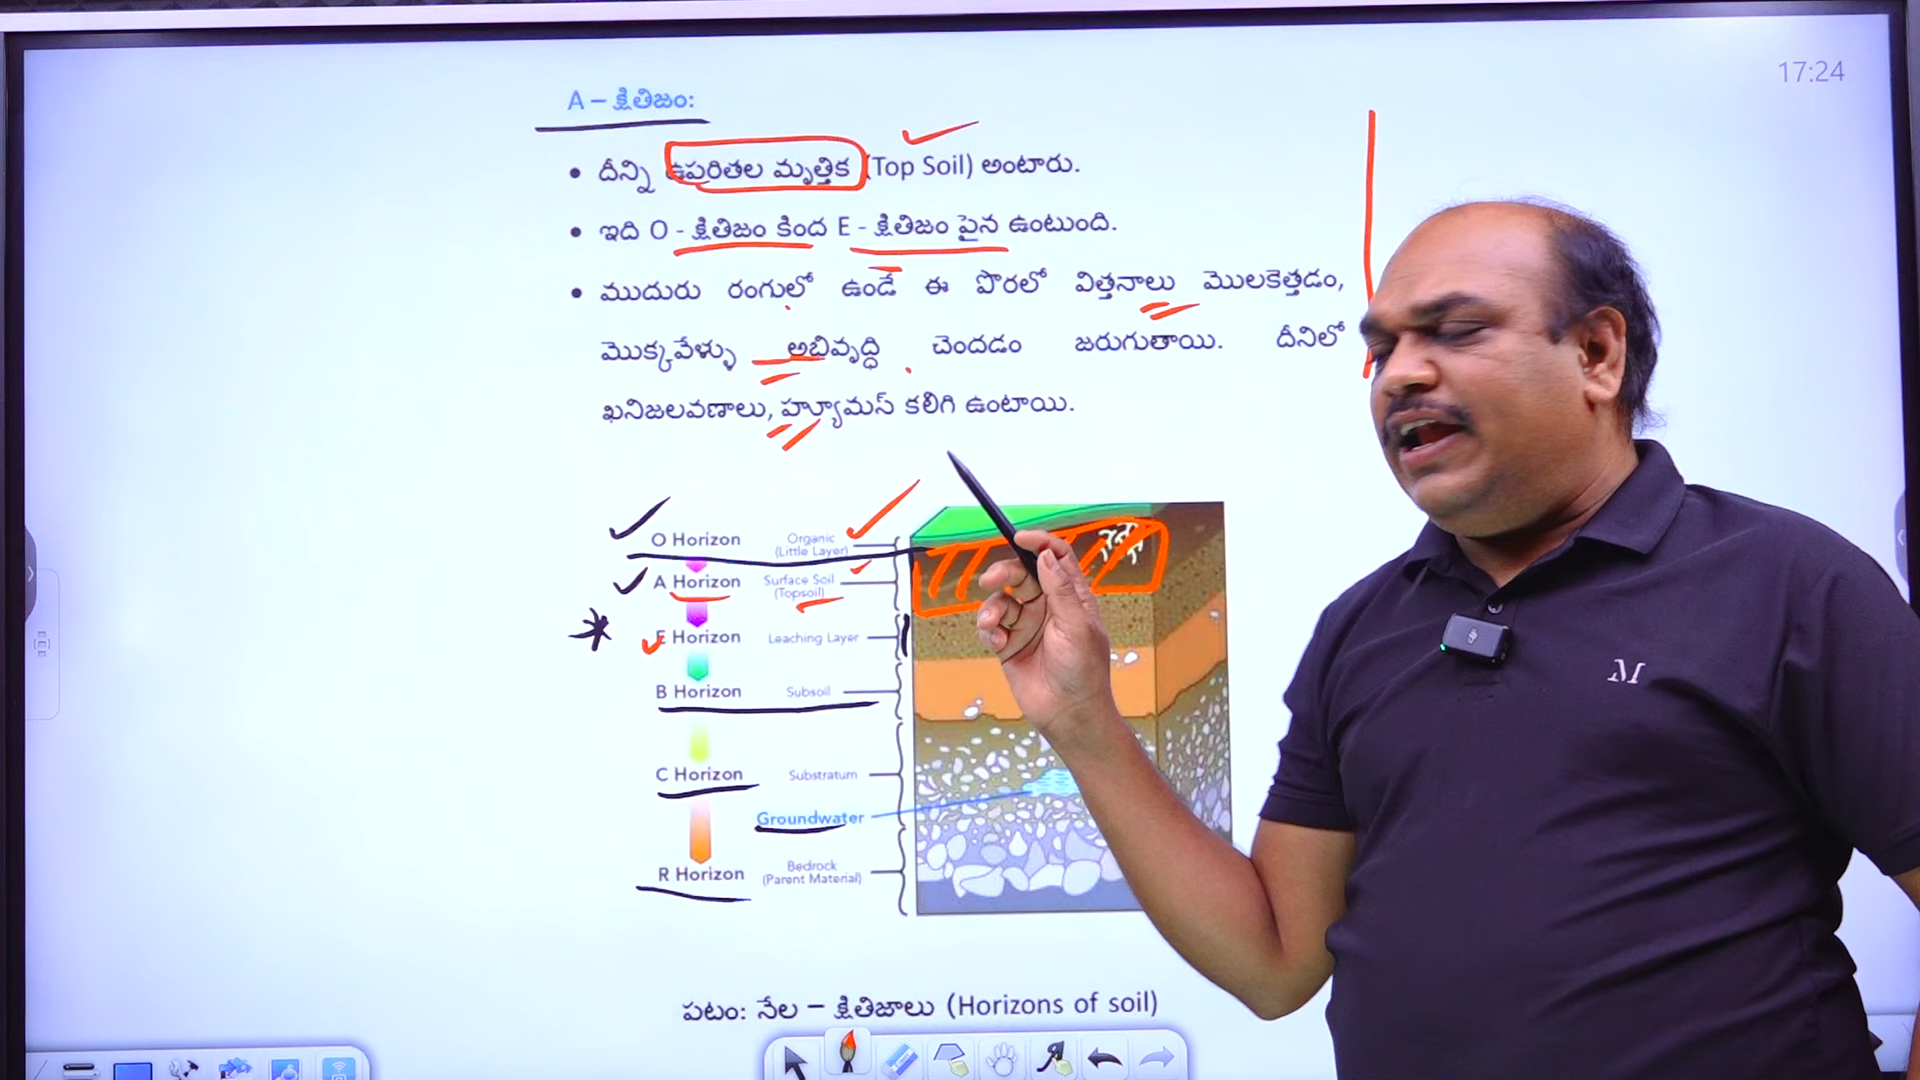 17:24
A – క్షితిజం:
• దీన్ని ఉపరితల మృత్తిక (Top Soil) అంటారు.
• ఇది O - క్షితిజం కింద E - క్షితిజం పైన ఉంటుంది.
• ముదురు రంగులో ఉండే ఈ పొరలో విత్తనాలు మొలకెత్తడం,
మొక్కవేళ్ళు అభివృద్ధి చెందడం జరుగుతాయి. దీనిలో
ఖనిజలవణాలు, హ్యూమస్ కలిగి ఉంటాయి.
O Horizon Organic
(Little Layer)
A Horizon Surface Soil
(Topsoil)
E Horizon Leaching Layer
B Horizon Subsoil
C Horizon Substratum
Groundwater
R Horizon Bedrock
(Parent Material)
పటం: నేల – క్షితిజాలు (Horizons of soil)
M